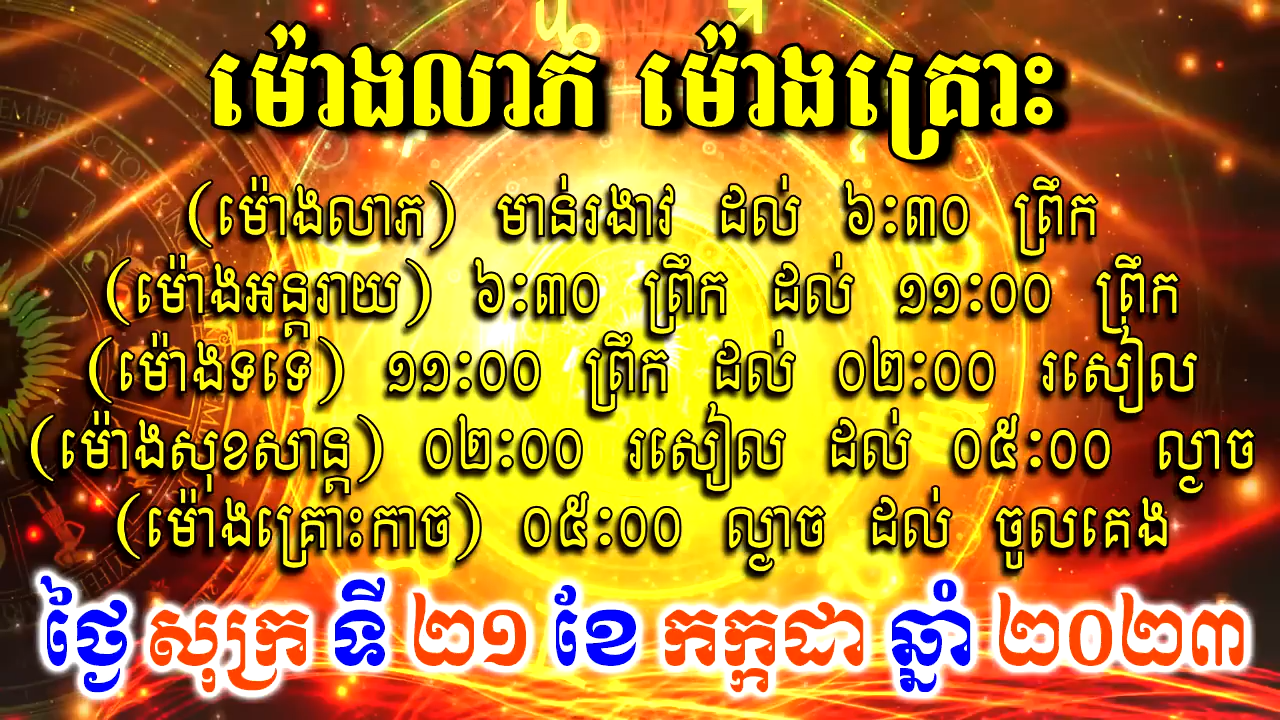 ម៉ោងលាភ ម៉ោងគ្រោះ
(ម៉ោងលាភ) មាន់រងាវ ដល់ ៦:៣០ ព្រឹក
(ម៉ោងអន្តរាយ) ៦:៣០ ព្រឹក ដល់ ១១:០០ ព្រឹក
(ម៉ោងទទេ) ១១:០០ ព្រឹក ដល់ ០២:០០ រសៀល
(ម៉ោងសុខសាន្ត) ០២:០០ រសៀល ដល់ ០៥:០០ ល្ងាច
(ម៉ោងគ្រោះកាច) ០៥:០០ ល្ងាច ដល់ ចូលគេង
ថ្ងៃ សុក្រ ទី ២១ ខែ កក្កដា ឆ្នាំ ២០២៣